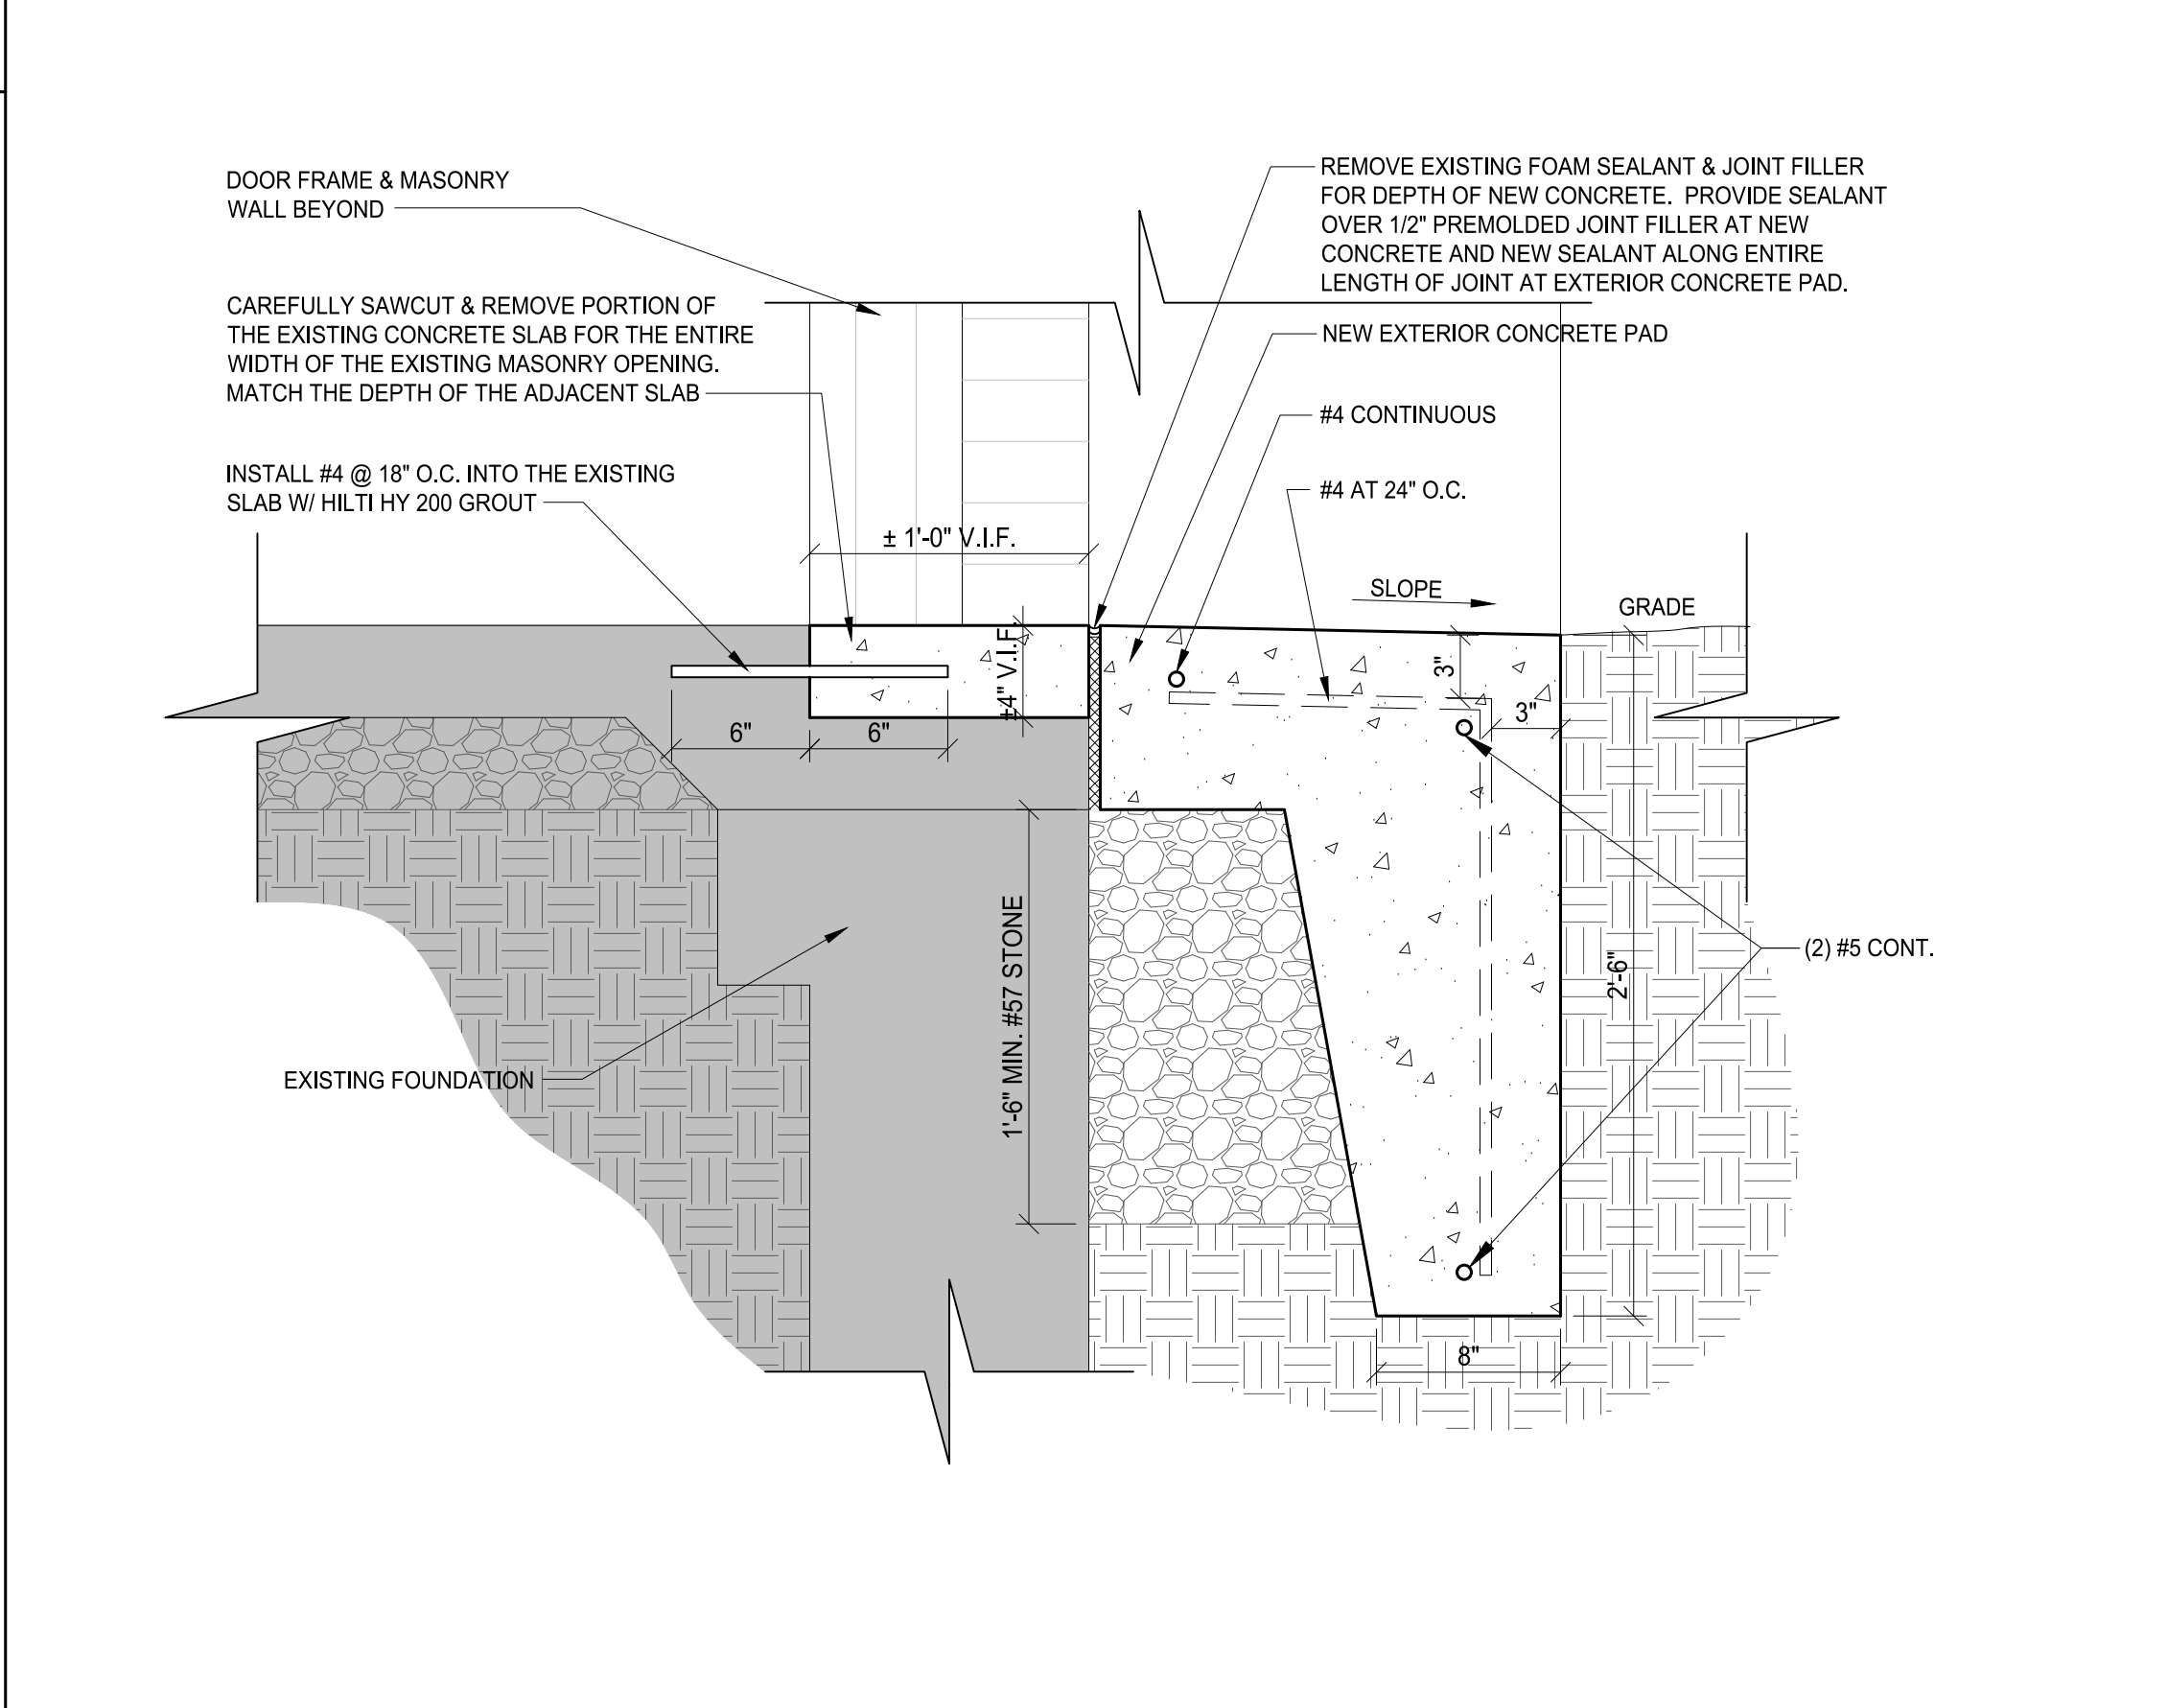 DOOR FRAME & MASONRY
WALL BEYOND
CAREFULLY SAWCUT & REMOVE PORTION OF
THE EXISTING CONCRETE SLAB FOR THE ENTIRE
WIDTH OF THE EXISTING MASONRY OPENING.
MATCH THE DEPTH OF THE ADJACENT SLAB
INSTALL #4 @ 18" O.C. INTO THE EXISTING
SLAB W/ HILTI HY 200 GROUT
REMOVE EXISTING FOAM SEALANT & JOINT FILLER
FOR DEPTH OF NEW CONCRETE. PROVIDE SEALANT
OVER 1/2" PREMOLDED JOINT FILLER AT NEW
CONCRETE AND NEW SEALANT ALONG ENTIRE
LENGTH OF JOINT AT EXTERIOR CONCRETE PAD.
NEW EXTERIOR CONCRETE PAD
#4 CONTINUOUS
#4 AT 24" O.C.
± 1'-0" V.I.F.
SLOPE
GRADE
±4" V.I.F.
3"
3"
6"
6"
1'-6" MIN. #57 STONE
2'-6"
(2) #5 CONT.
EXISTING FOUNDATION
8"